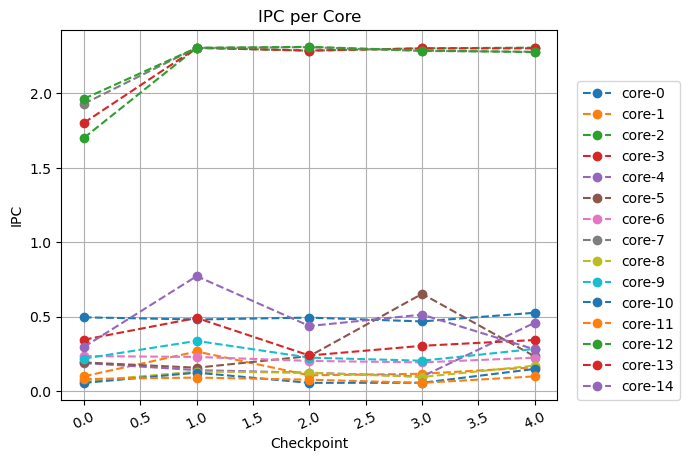 IPC per Core
IPC
2.0
1.5
1.0
0.5
0.0
0.0
0.5
1.0
1.5
2.0
2.5
3.0
3.5
4.0
Checkpoint
core-0
core-1
core-2
core-3
core-4
core-5
core-6
core-7
core-8
core-9
core-10
core-11
core-12
core-13
core-14